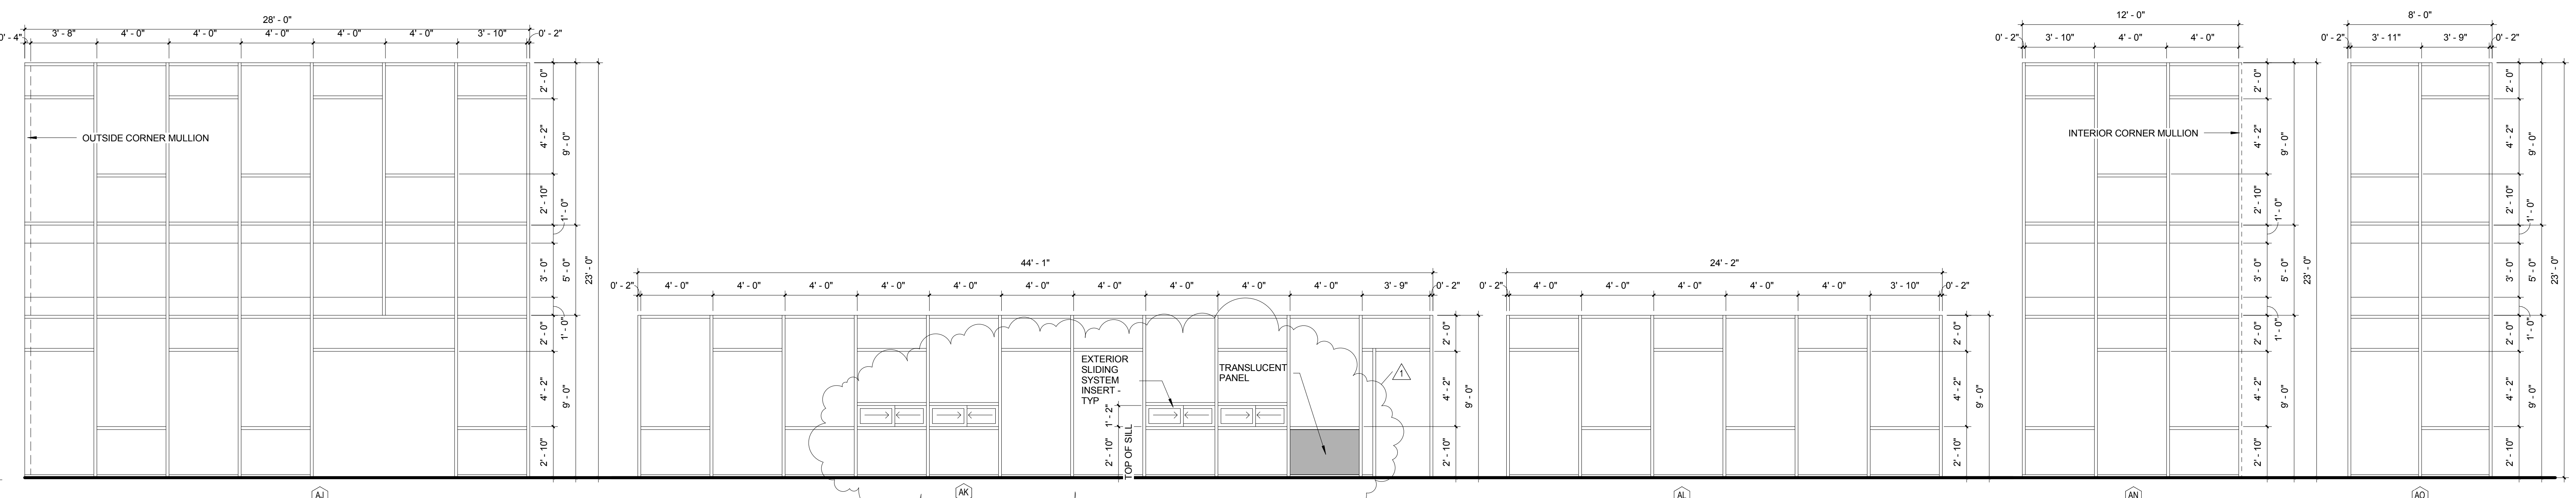 28' - 0"
0' - 4"
3' - 8"
4' - 0"
4' - 0"
4' - 0"
4' - 0"
4' - 0"
3' - 10"
0' - 2"
OUTSIDE CORNER MULLION
2' - 0"
4' - 2"
2' - 10"
1' - 0"
3' - 0"
1' - 0"
2' - 0"
4' - 2"
2' - 10"
9' - 0"
5' - 0"
9' - 0"
23' - 0"
AJ
44' - 1"
0' - 2"
4' - 0"
4' - 0"
4' - 0"
4' - 0"
4' - 0"
4' - 0"
4' - 0"
4' - 0"
4' - 0"
4' - 0"
3' - 9"
0' - 2"
EXTERIOR
SLIDING
SYSTEM
INSERT -
TYP
TRANSLUCENT
PANEL
1
1' - 2"
2' - 10"
TOP OF SILL
2' - 0"
4' - 2"
2' - 10"
9' - 0"
AK
24' - 2"
0' - 2"
4' - 0"
4' - 0"
4' - 0"
4' - 0"
4' - 0"
3' - 10"
0' - 2"
2' - 0"
4' - 2"
2' - 10"
9' - 0"
AL
12' - 0"
0' - 2"
3' - 10"
4' - 0"
4' - 0"
INTERIOR CORNER MULLION
2' - 0"
4' - 2"
2' - 10"
1' - 0"
3' - 0"
1' - 0"
2' - 0"
4' - 2"
2' - 10"
9' - 0"
5' - 0"
9' - 0"
23' - 0"
AN
8' - 0"
0' - 2"
3' - 11"
3' - 9"
0' - 2"
2' - 0"
4' - 2"
2' - 10"
1' - 0"
3' - 0"
1' - 0"
2' - 0"
4' - 2"
2' - 10"
9' - 0"
5' - 0"
9' - 0"
23' - 0"